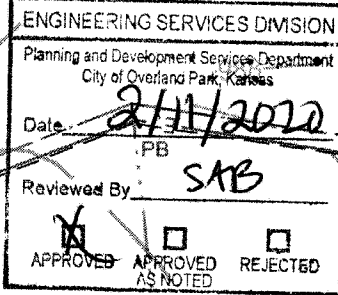 ENGINEERING SERVICES DIVISION
Planning and Development Services Department
City of Overland Park, Kansas
Date 2/11/2020
PB
Reviewed By SAB
APPROVED APPROVED AS NOTED REJECTED